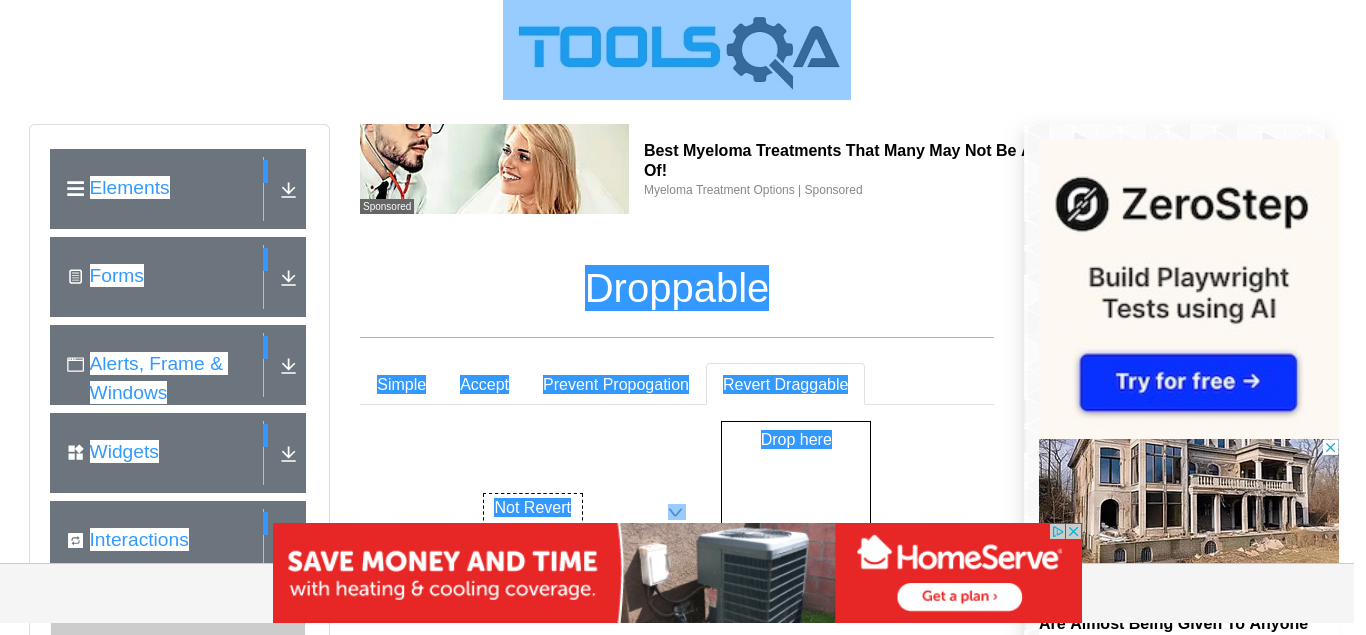 TOOLSQA
Elements
Forms
Alerts, Frame &
Windows
Widgets
Interactions
Sponsored
Best Myeloma Treatments That Many May Not Be
Of!
Myeloma Treatment Options | Sponsored
Droppable
Simple
Accept
Prevent Propogation
Revert Draggable
Drop here
Not Revert
ZeroStep
Build Playwright
Tests using AI
Try for free →
SAVE MONEY AND TIME
with heating & cooling coverage.
HomeServe
Get a plan ›
Are Almost Being Given To Anyone